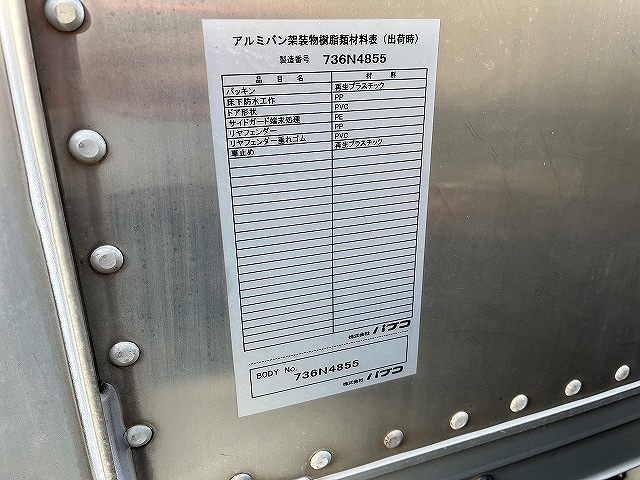 アルミバン架装物樹脂類材料表（出荷時）
製造番号 736N4855
品目名 材料
パッキン 再生プラスチック
床下防水工作 PP
ドア形状 PVC
サイドガード端末処理 PE
リヤフェンダー PP
リヤフェンダー垂れゴム PVC
車止め 再生プラスチック
株式会社 パブコ
BODY No. 736N4855
株式会社 パブコ